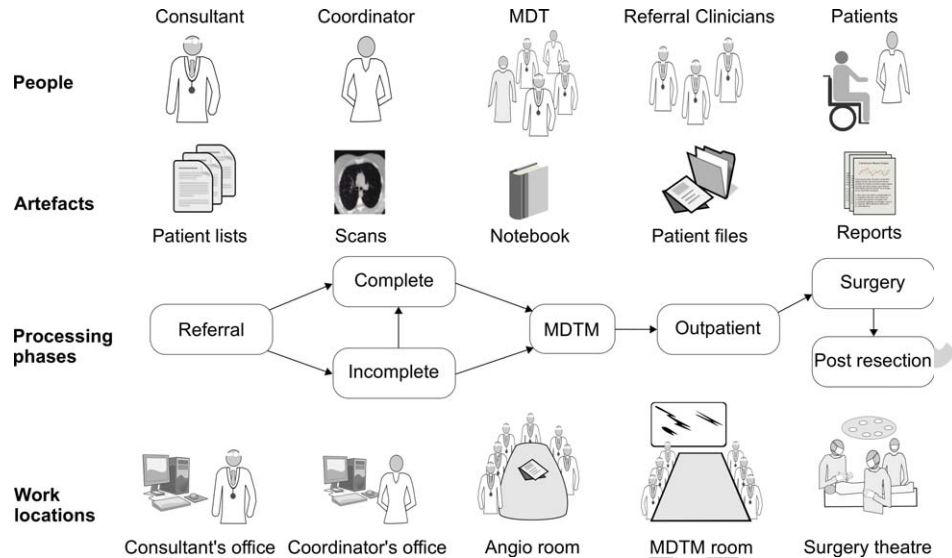 Consultant
Coordinator
MDT
Referral Clinicians
Patients
People
Artefacts
Patient lists
Scans
Notebook
Patient files
Reports
Processing
phases
Referral
Complete
Incomplete
MDTM
Outpatient
Surgery
Post resection
Work
locations
Consultant's office
Coordinator's office
Angio room
MDTM room
Surgery theatre